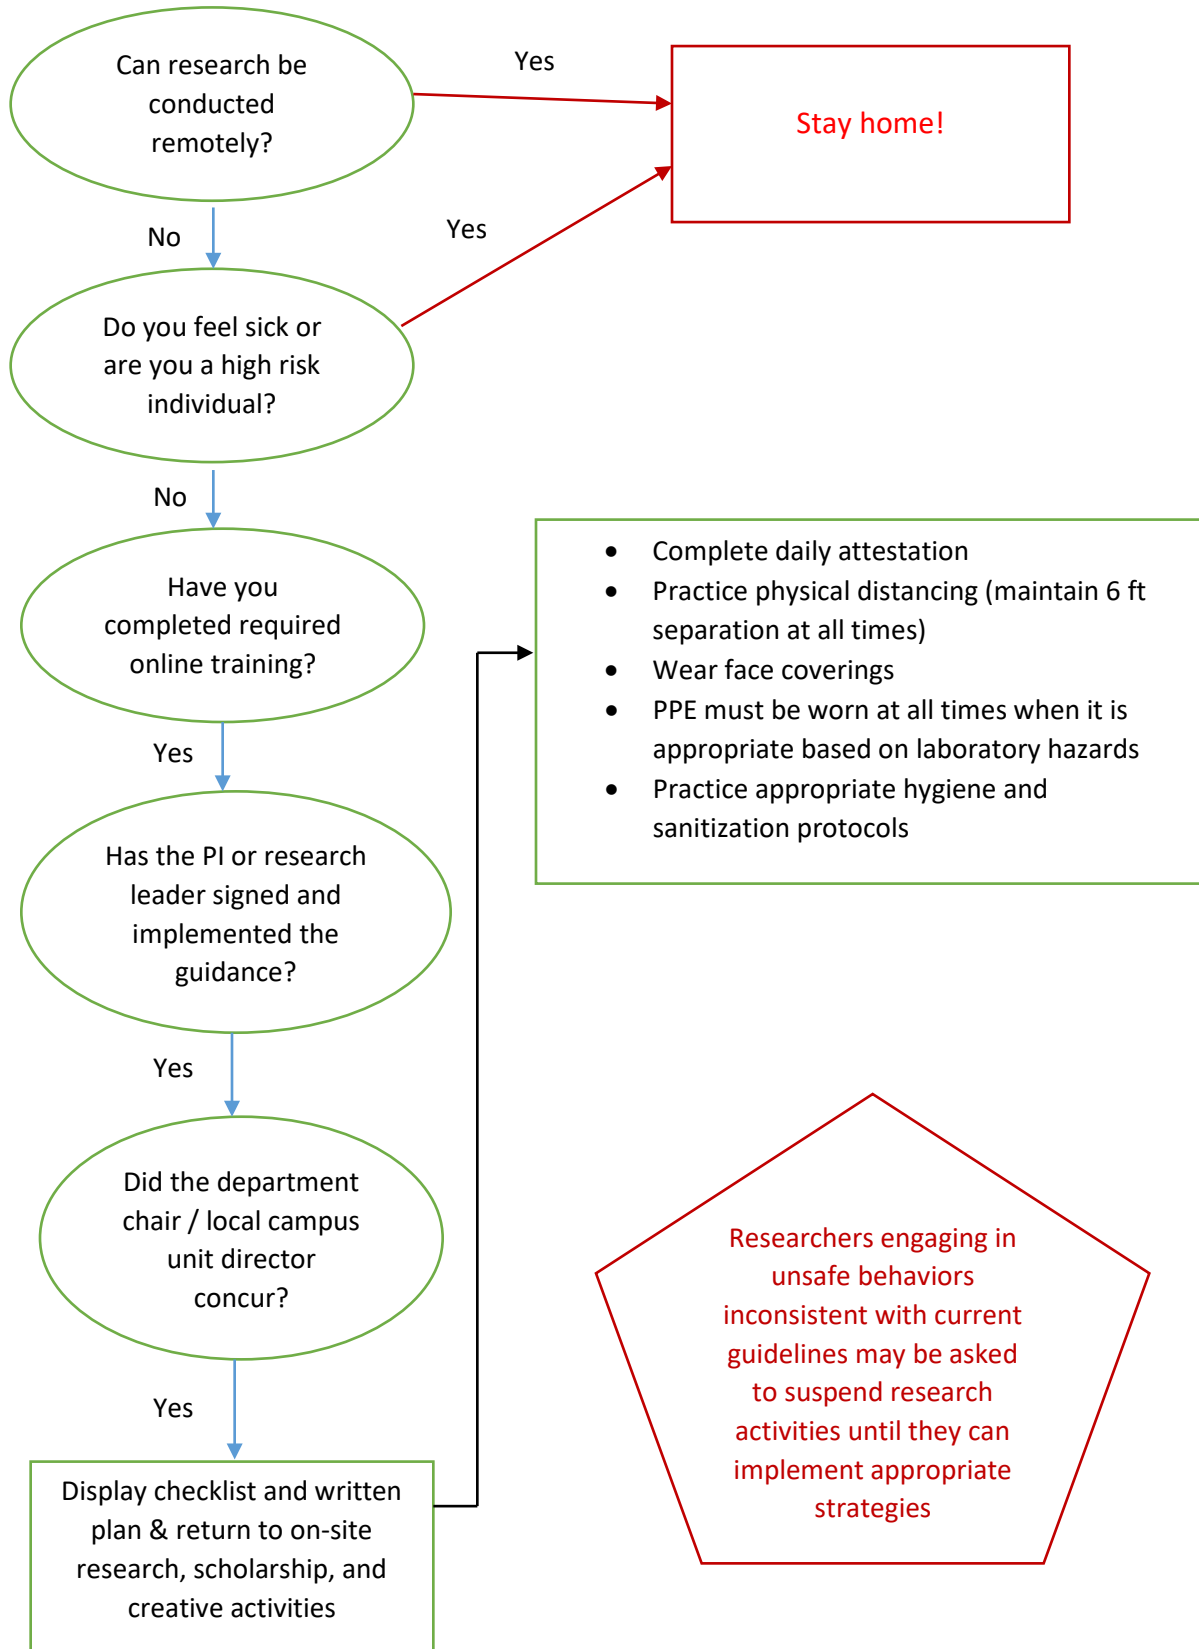 Can research be
conducted
remotely?
Yes
Stay home!
No
Yes
Do you feel sick or
are you a high risk
individual?
No
Have you
completed required
online training?
Yes
Has the PI or research
leader signed and
implemented the
guidance?
Yes
Did the department
chair / local campus
unit director
concur?
Yes
Display checklist and written
plan & return to on-site
research, scholarship, and
creative activities
• Complete daily attestation
• Practice physical distancing (maintain 6 ft
separation at all times)
• Wear face coverings
• PPE must be worn at all times when it is
appropriate based on laboratory hazards
• Practice appropriate hygiene and
sanitization protocols
Researchers engaging in
unsafe behaviors
inconsistent with current
guidelines may be asked
to suspend research
activities until they can
implement appropriate
strategies